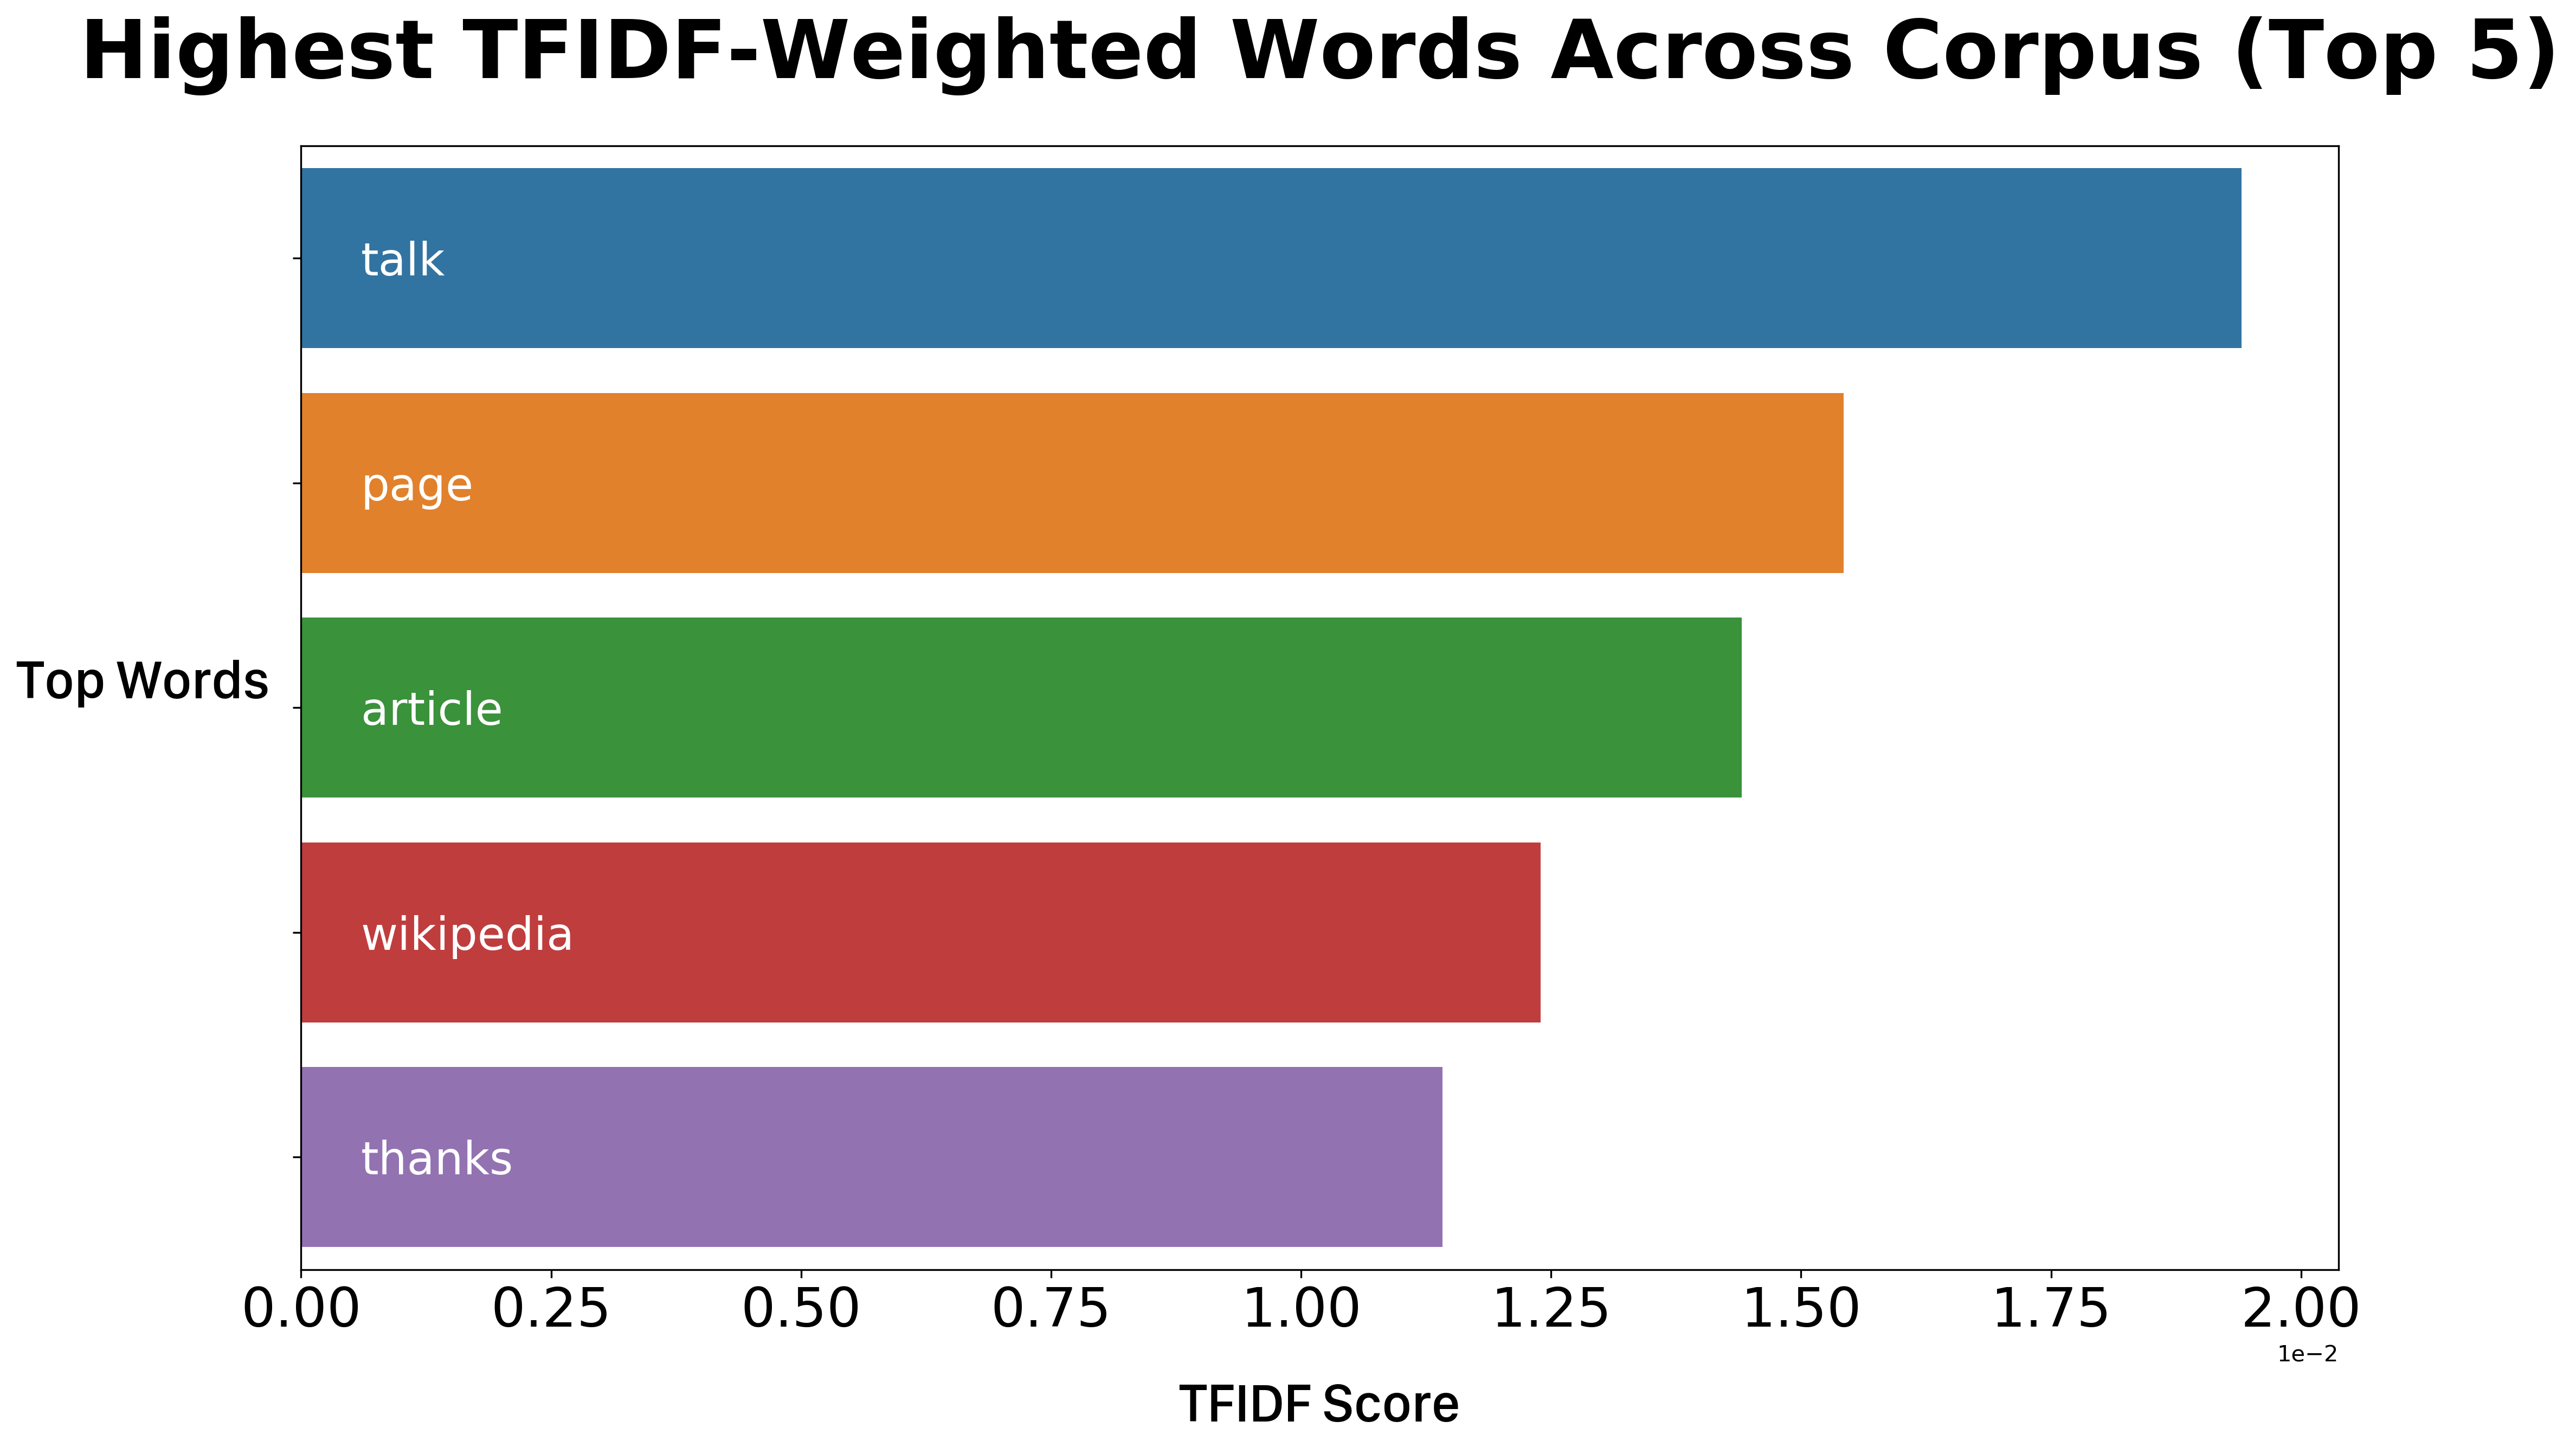 Highest TFIDF-Weighted Words Across Corpus (Top 5)
talk
page
article
Top Words
wikipedia
thanks
0.00 0.25 0.50 0.75 1.00 1.25 1.50 1.75 2.00
1e−2
TFIDF Score